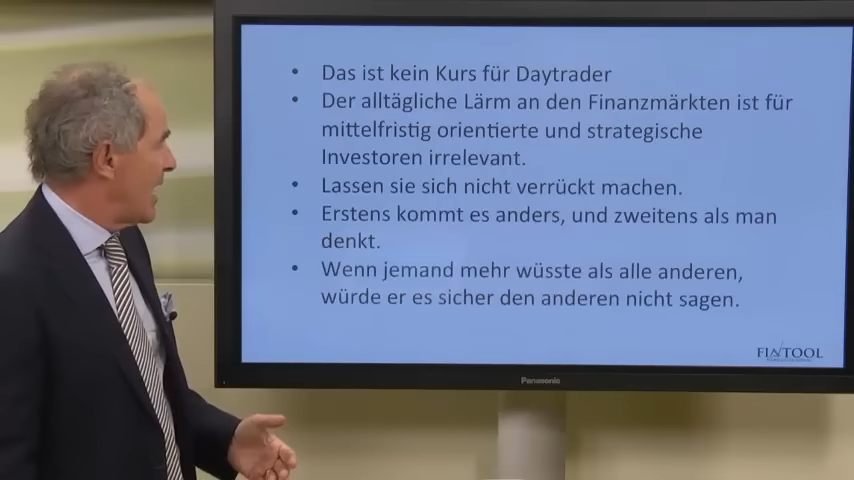 • Das ist kein Kurs für Daytrader
• Der alltägliche Lärm an den Finanzmärkten ist für
mittelfristig orientierte und strategische
Investoren irrelevant.
• Lassen sie sich nicht verrückt machen.
• Erstens kommt es anders, und zweitens als man
denkt.
• Wenn jemand mehr wüsste als alle anderen,
würde er es sicher den anderen nicht sagen.
FINTOOL
Panasonic